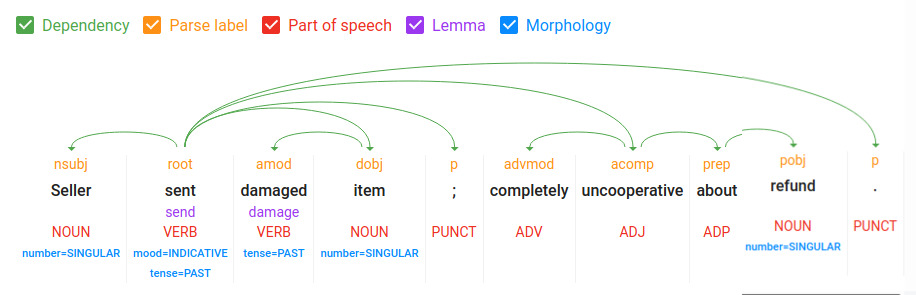 Dependency Parse label Part of speech Lemma Morphology
nsubj root amod dobj p advmod acomp prep pobj p
Seller sent damaged item ; completely uncooperative about refund .
send damage
NOUN VERB VERB NOUN PUNCT ADV ADJ ADP NOUN PUNCT
number=SINGULAR mood=INDICATIVE tense=PAST number=SINGULAR number=SINGULAR
tense=PAST